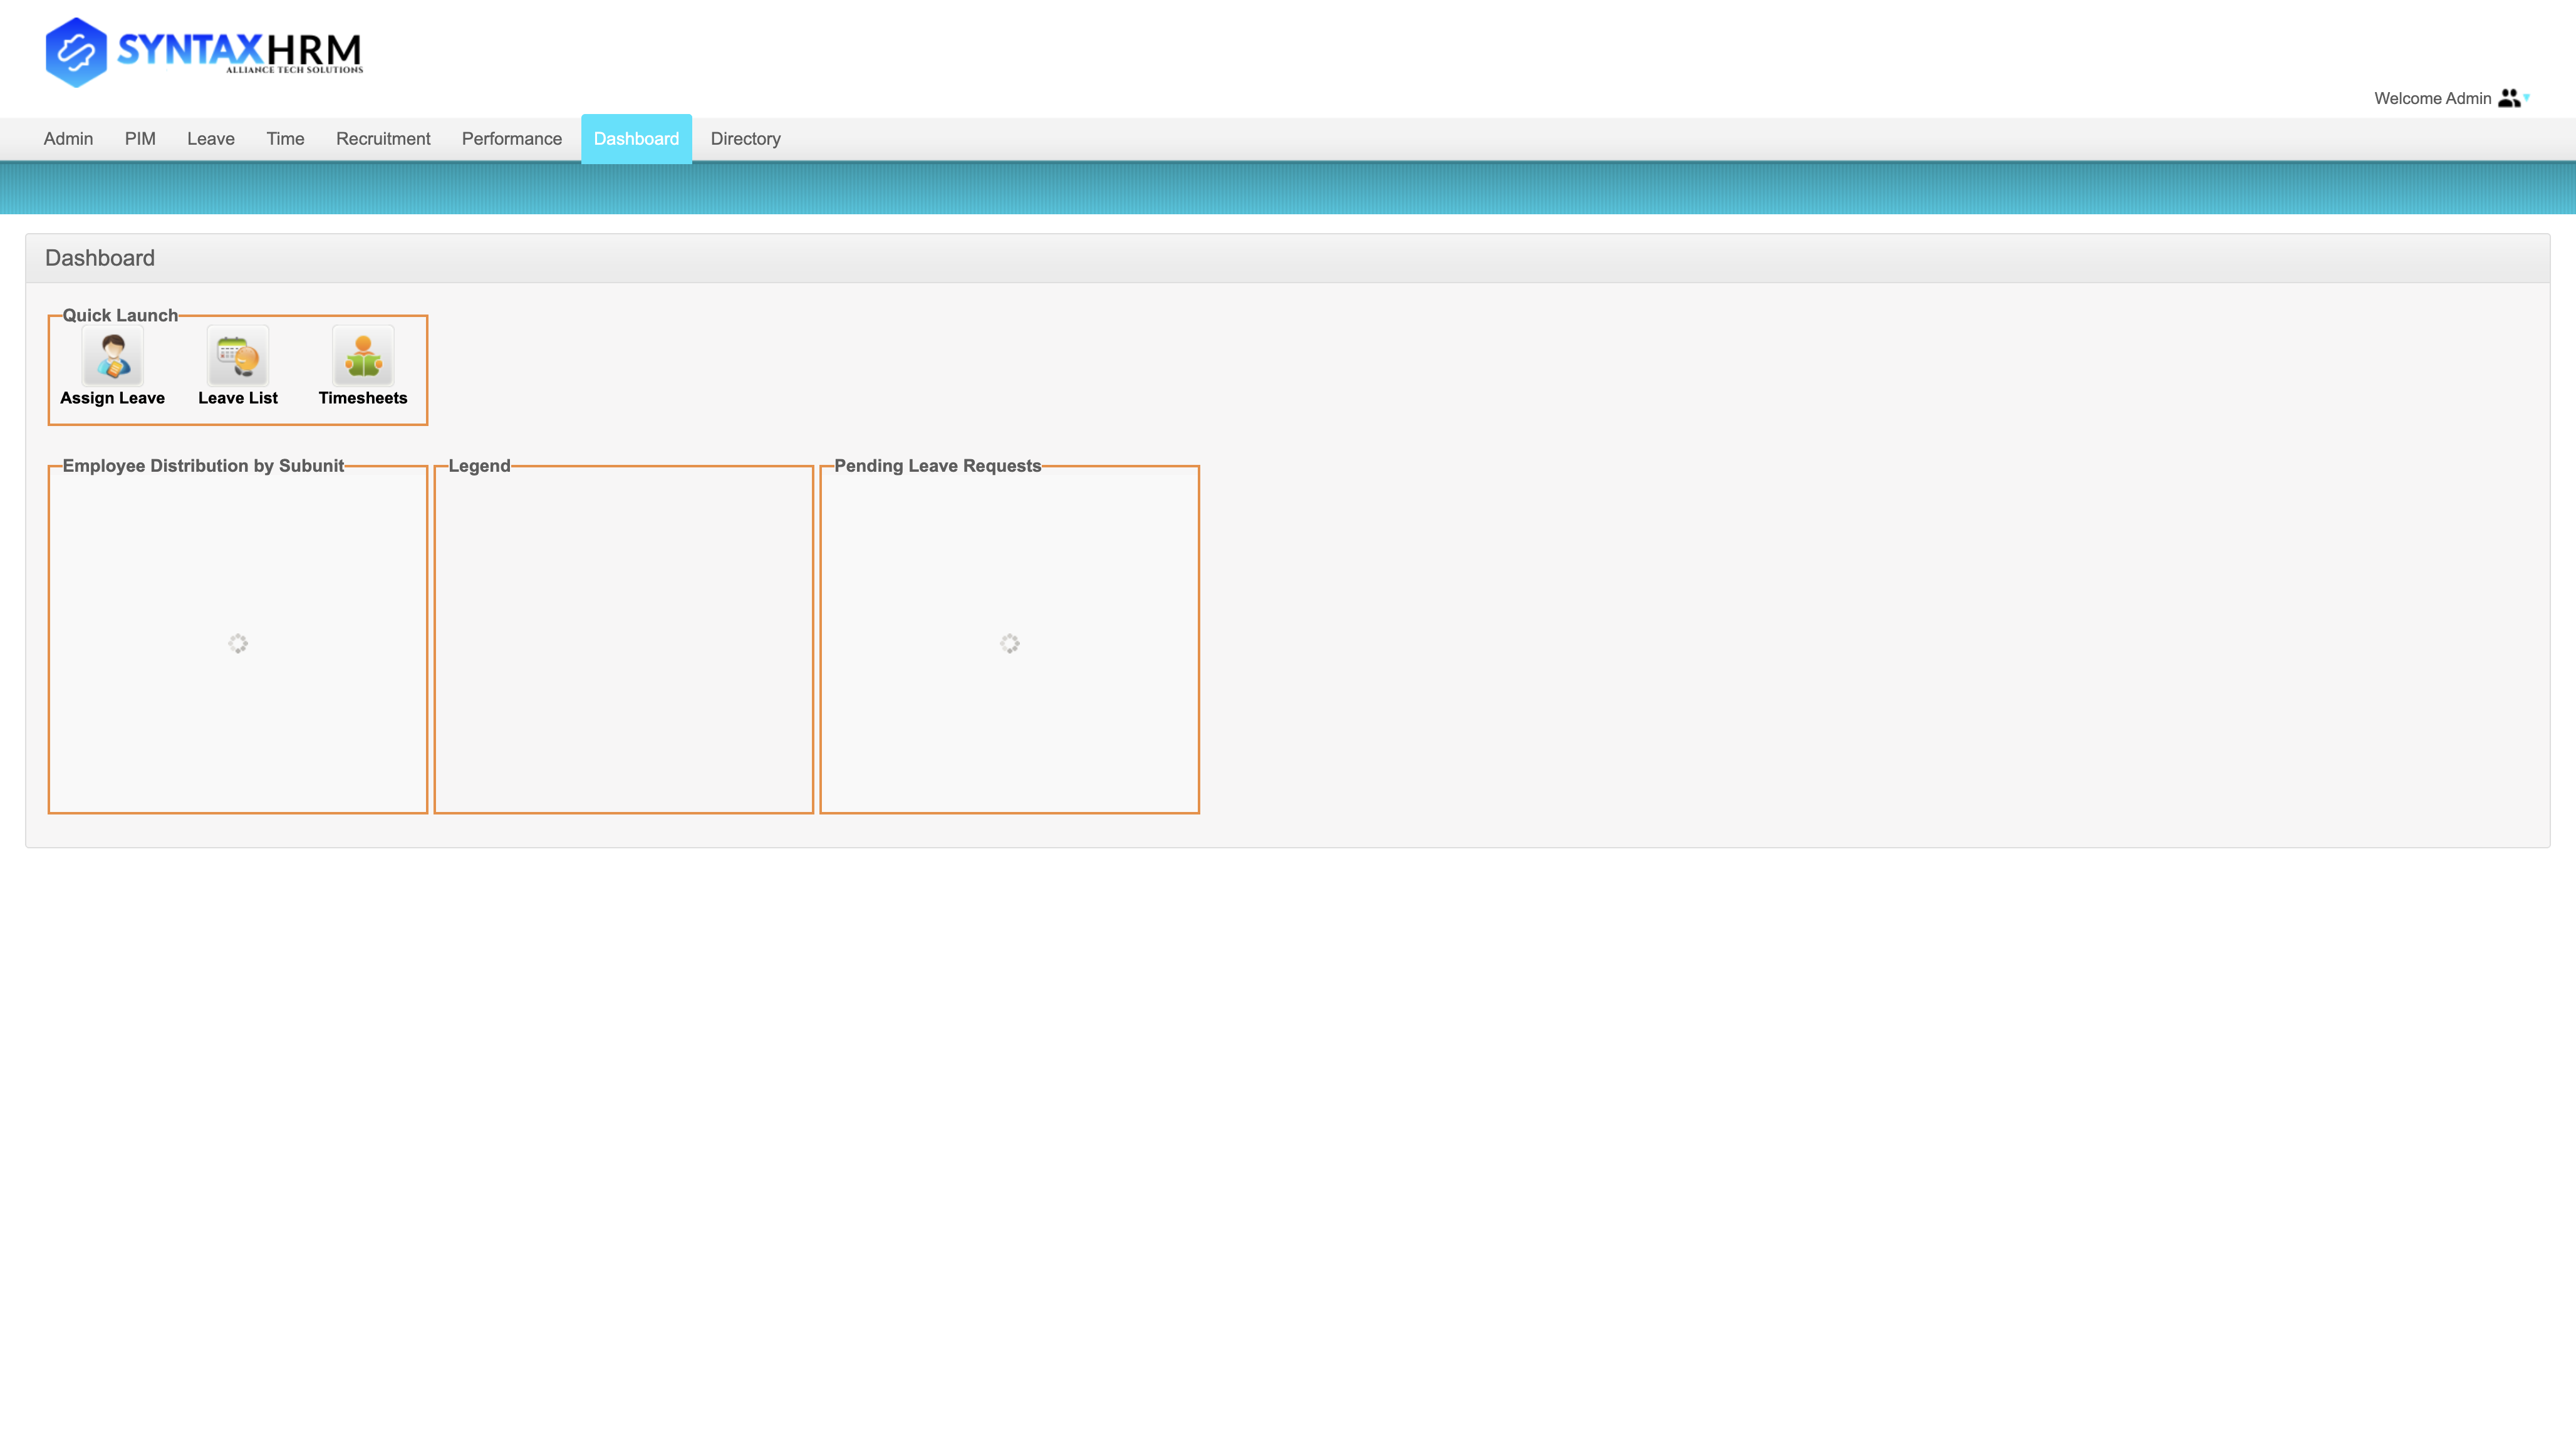 SYNTAXHRM
ALLIANCE TECH SOLUTIONS
Welcome Admin
Admin PIM Leave Time Recruitment Performance Dashboard Directory
Dashboard
Quick Launch
Assign Leave Leave List Timesheets
Employee Distribution by Subunit Legend Pending Leave Requests